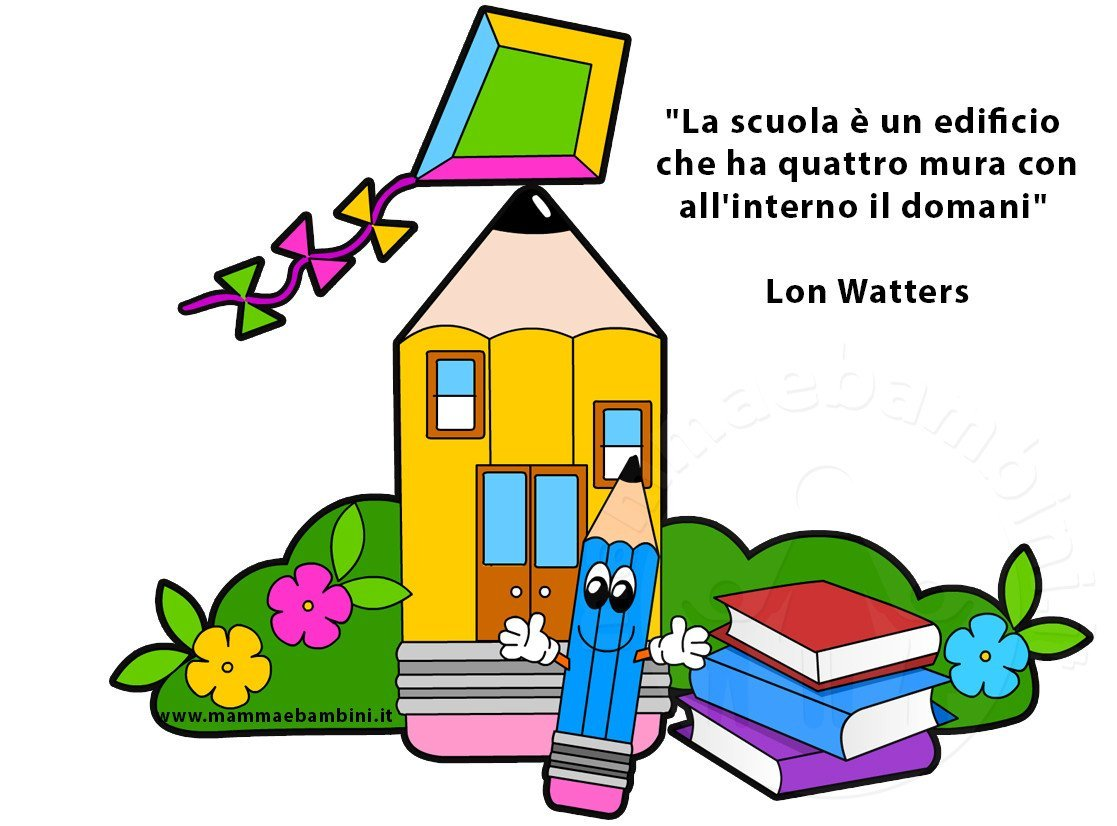 "La scuola è un edificio
che ha quattro mura con
all'interno il domani"
Lon Watters
www.mammaebambini.it